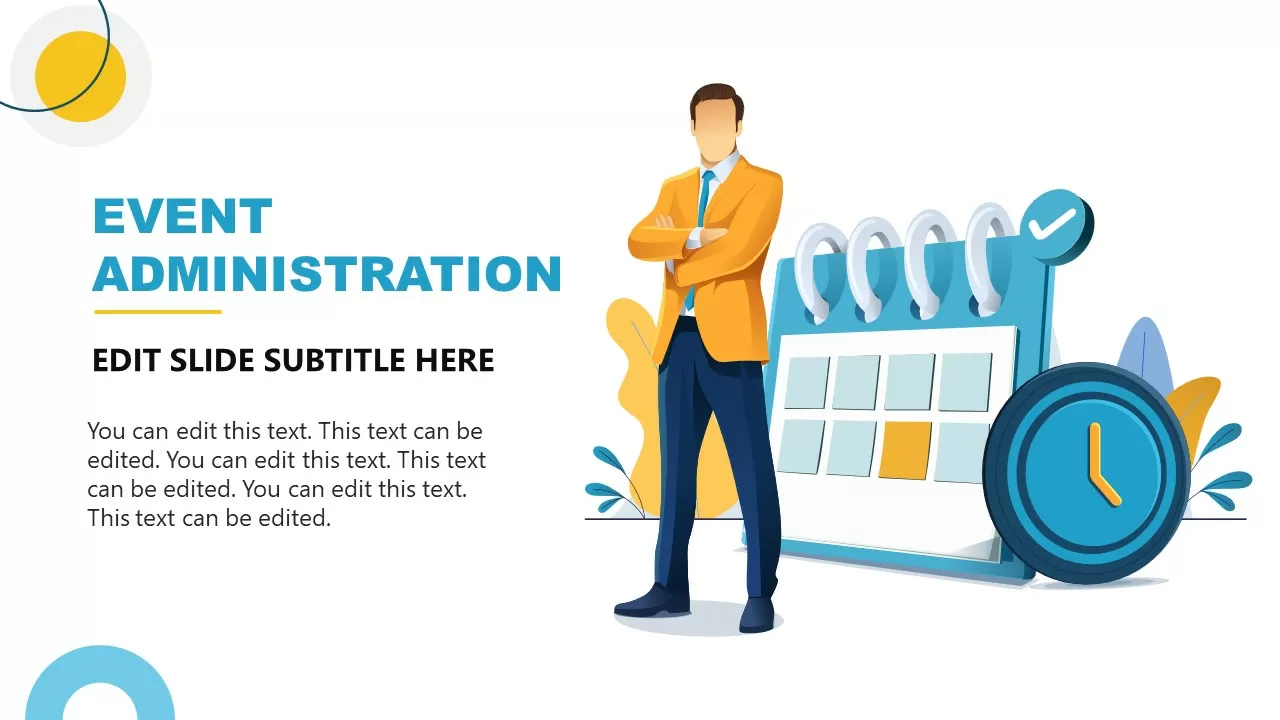 EVENT
ADMINISTRATION
EDIT SLIDE SUBTITLE HERE
You can edit this text. This text can be
edited. You can edit this text. This text
can be edited. You can edit this text.
This text can be edited.